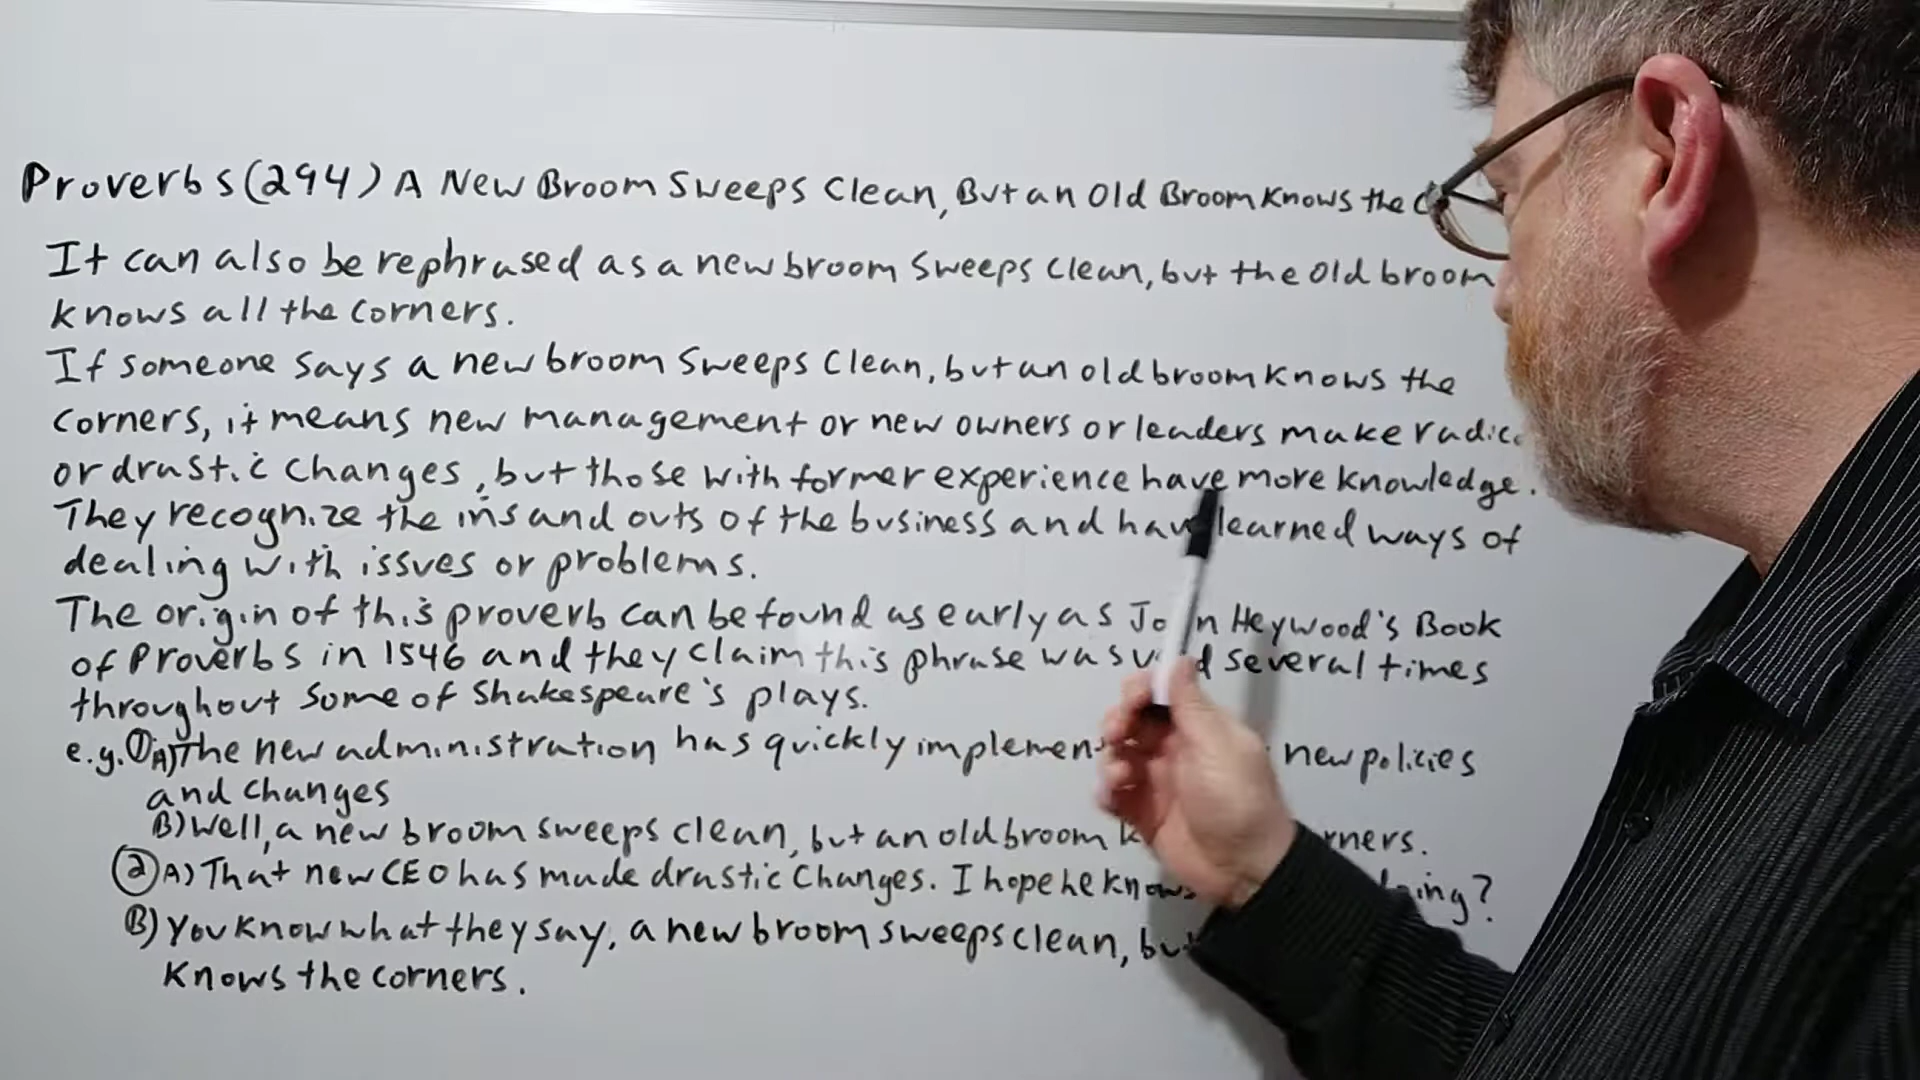 Proverbs (294) A New Broom Sweeps Clean, But an Old Broom Knows the
It can also be rephrased as a new broom sweeps clean, but the old broom
knows all the corners.
If someone says a new broom sweeps clean, but an old broom knows the
corners, it means new management or new owners or leaders make
or drastic changes, but those with former experience have more knowledge.
They recognize the ins and outs of the business and have learned ways of
dealing with issues or problems.
The origin of this proverb can be found as early as John Heywood's Book
of Proverbs in 1546 and they claim this phrase was used several times
throughout some of Shakespeare's plays.
e.g. ① A) The new administration has quickly new policies
and changes
B) Well, a new broom sweeps clean, but an old broom
② A) That new CEO has made drastic changes. I hope he knows
B) You know what they say, a new broom sweeps clean, but
knows the corners.